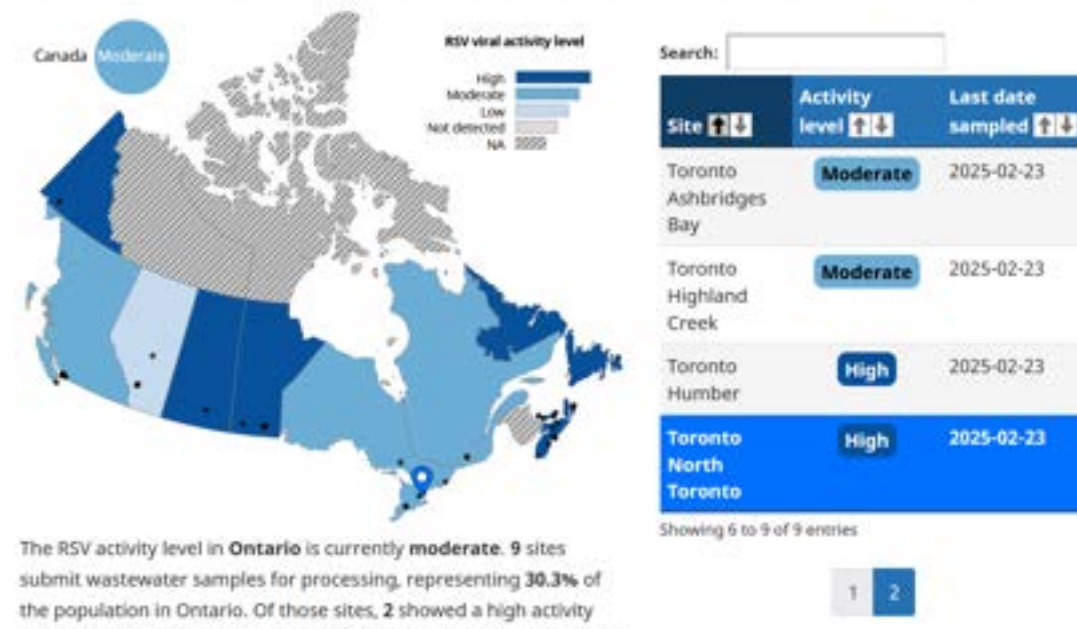 Canada
Moderate
RSV viral activity level
High
Moderate
Low
Not detected
NA
The RSV activity level in Ontario is currently moderate. 9 sites
submit wastewater samples for processing, representing 30.3% of
the population in Ontario. Of those sites, 2 showed a high activity
Search:
Site
Activity
level
Last date
sampled
Toronto
Ashbridges
Bay
Moderate
2025-02-23
Toronto
Highland
Creek
Moderate
2025-02-23
Toronto
Humber
High
2025-02-23
Toronto
North
Toronto
High
2025-02-23
Showing 6 to 9 of 9 entries
1
2